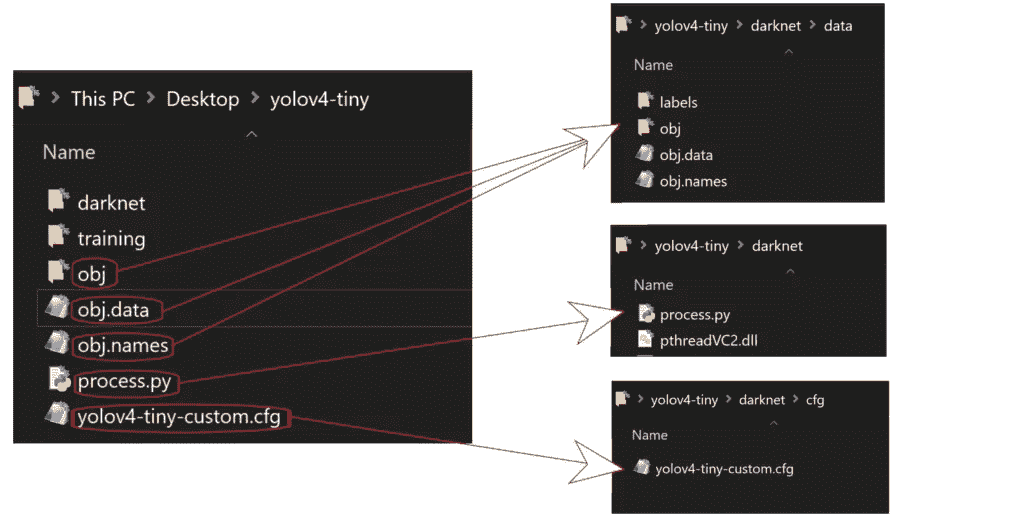 This PC > Desktop > yolov4-tiny
Name
darknet
training
obj
obj.data
obj.names
process.py
yolov4-tiny-custom.cfg
yolov4-tiny > darknet > data
Name
labels
obj
obj.data
obj.names
yolov4-tiny > darknet
Name
process.py
pthreadVC2.dll
yolov4-tiny > darknet > cfg
Name
yolov4-tiny-custom.cfg